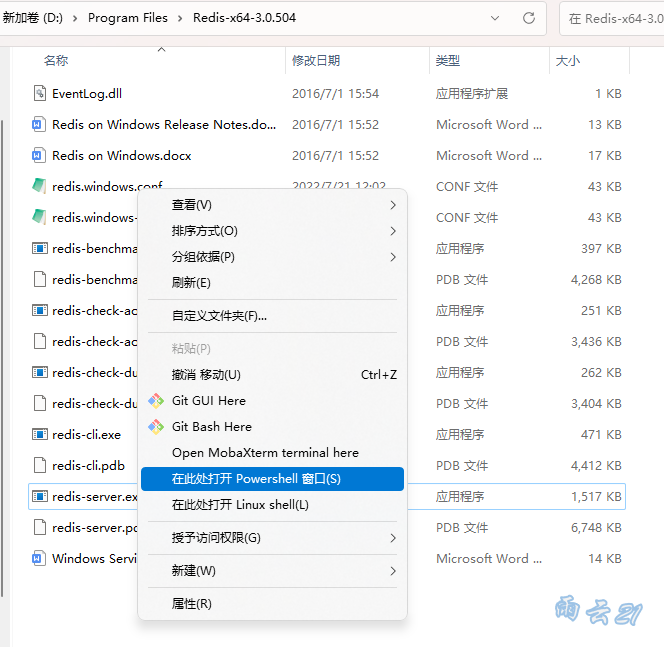 新加卷 (D:) > Program Files > Redis-x64-3.0.504
在 Redis-x64-3.0
名称 修改日期 类型 大小
EventLog.dll 2016/7/1 15:54 应用程序扩展 1 KB
Redis on Windows Release Notes.do... 2016/7/1 15:52 Microsoft Word ... 13 KB
Redis on Windows.docx 2016/7/1 15:52 Microsoft Word ... 17 KB
redis.windows.conf 2022/7/21 12:02 CONF 文件 43 KB
redis.windows- CONF 文件 43 KB
redis-benchma 应用程序 397 KB
redis-benchma PDB 文件 4,268 KB
redis-check-ao 应用程序 251 KB
redis-check-ao PDB 文件 3,436 KB
redis-check-du 应用程序 262 KB
redis-check-du PDB 文件 3,404 KB
redis-cli.exe 应用程序 471 KB
redis-cli.pdb PDB 文件 4,412 KB
redis-server.ex 应用程序 1,517 KB
redis-server.pd PDB 文件 6,748 KB
Windows Servi Microsoft Word ... 14 KB
查看(V)
排序方式(O)
分组依据(P)
刷新(E)
自定义文件夹(F)...
粘贴(P)
撤消 移动(U) Ctrl+Z
Git GUI Here
Git Bash Here
Open MobaXterm terminal here
在此处打开 Powershell 窗口(S)
在此处打开 Linux shell(L)
授予访问权限(G)
新建(W)
属性(R)
雨云21